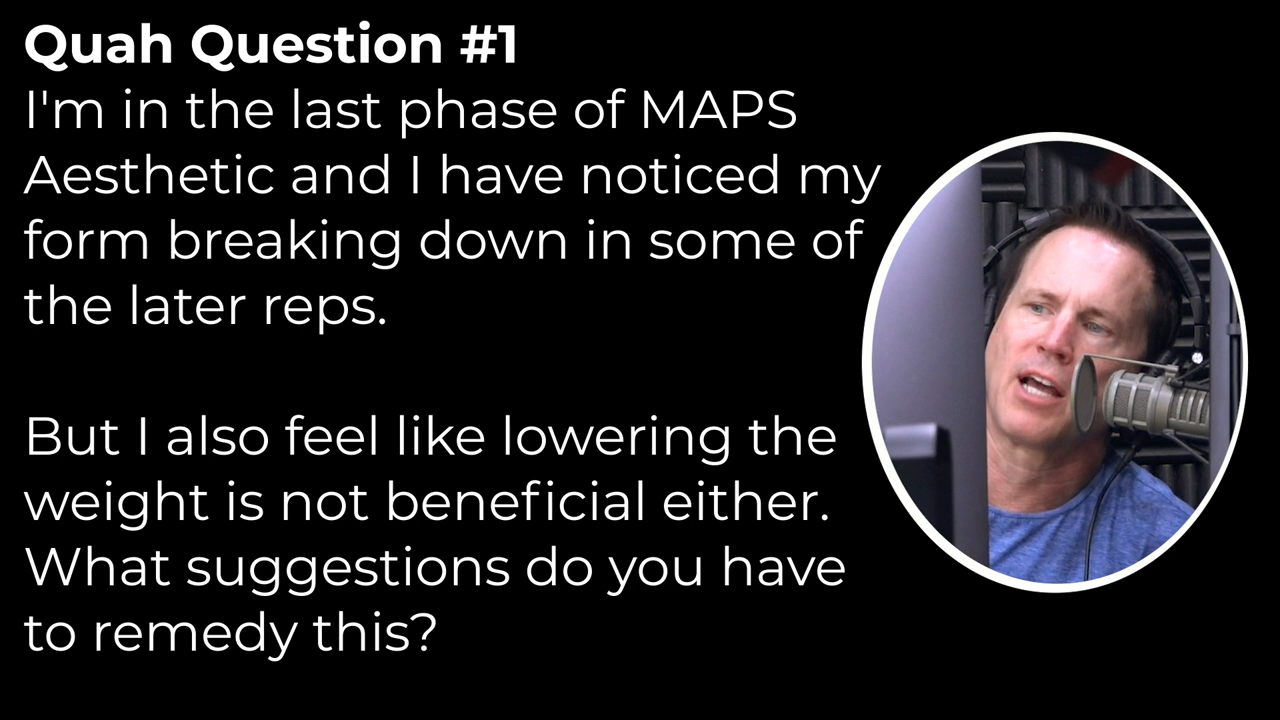 Quah Question #1
I'm in the last phase of MAPS
Aesthetic and I have noticed my
form breaking down in some of
the later reps.
But I also feel like lowering the
weight is not beneficial either.
What suggestions do you have
to remedy this?